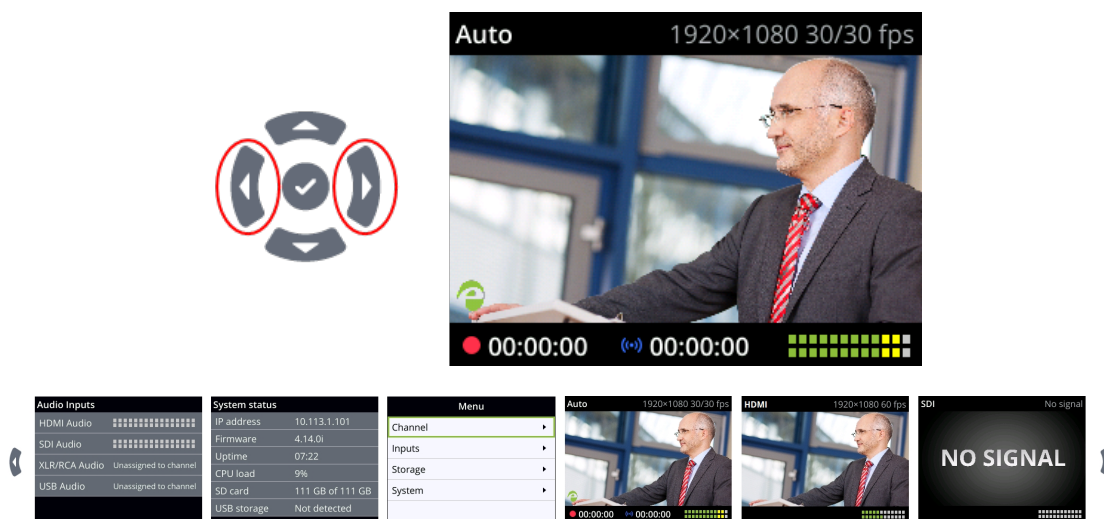 Auto 1920×1080 30/30 fps
e
00:00:00 00:00:00
Audio Inputs
HDMI Audio
SDI Audio
XLR/RCA Audio Unassigned to channel
USB Audio Unassigned to channel
System status
IP address 10.113.1.101
Firmware 4.14.0i
Uptime 07:22
CPU load 9%
SD card 111 GB of 111 GB
USB storage Not detected
Menu
Channel
Inputs
Storage
System
Auto 1920×1080 30/30 fps
e
00:00:00 00:00:00
HDMI 1920×1080 60 fps
SDI No signal
NO SIGNAL